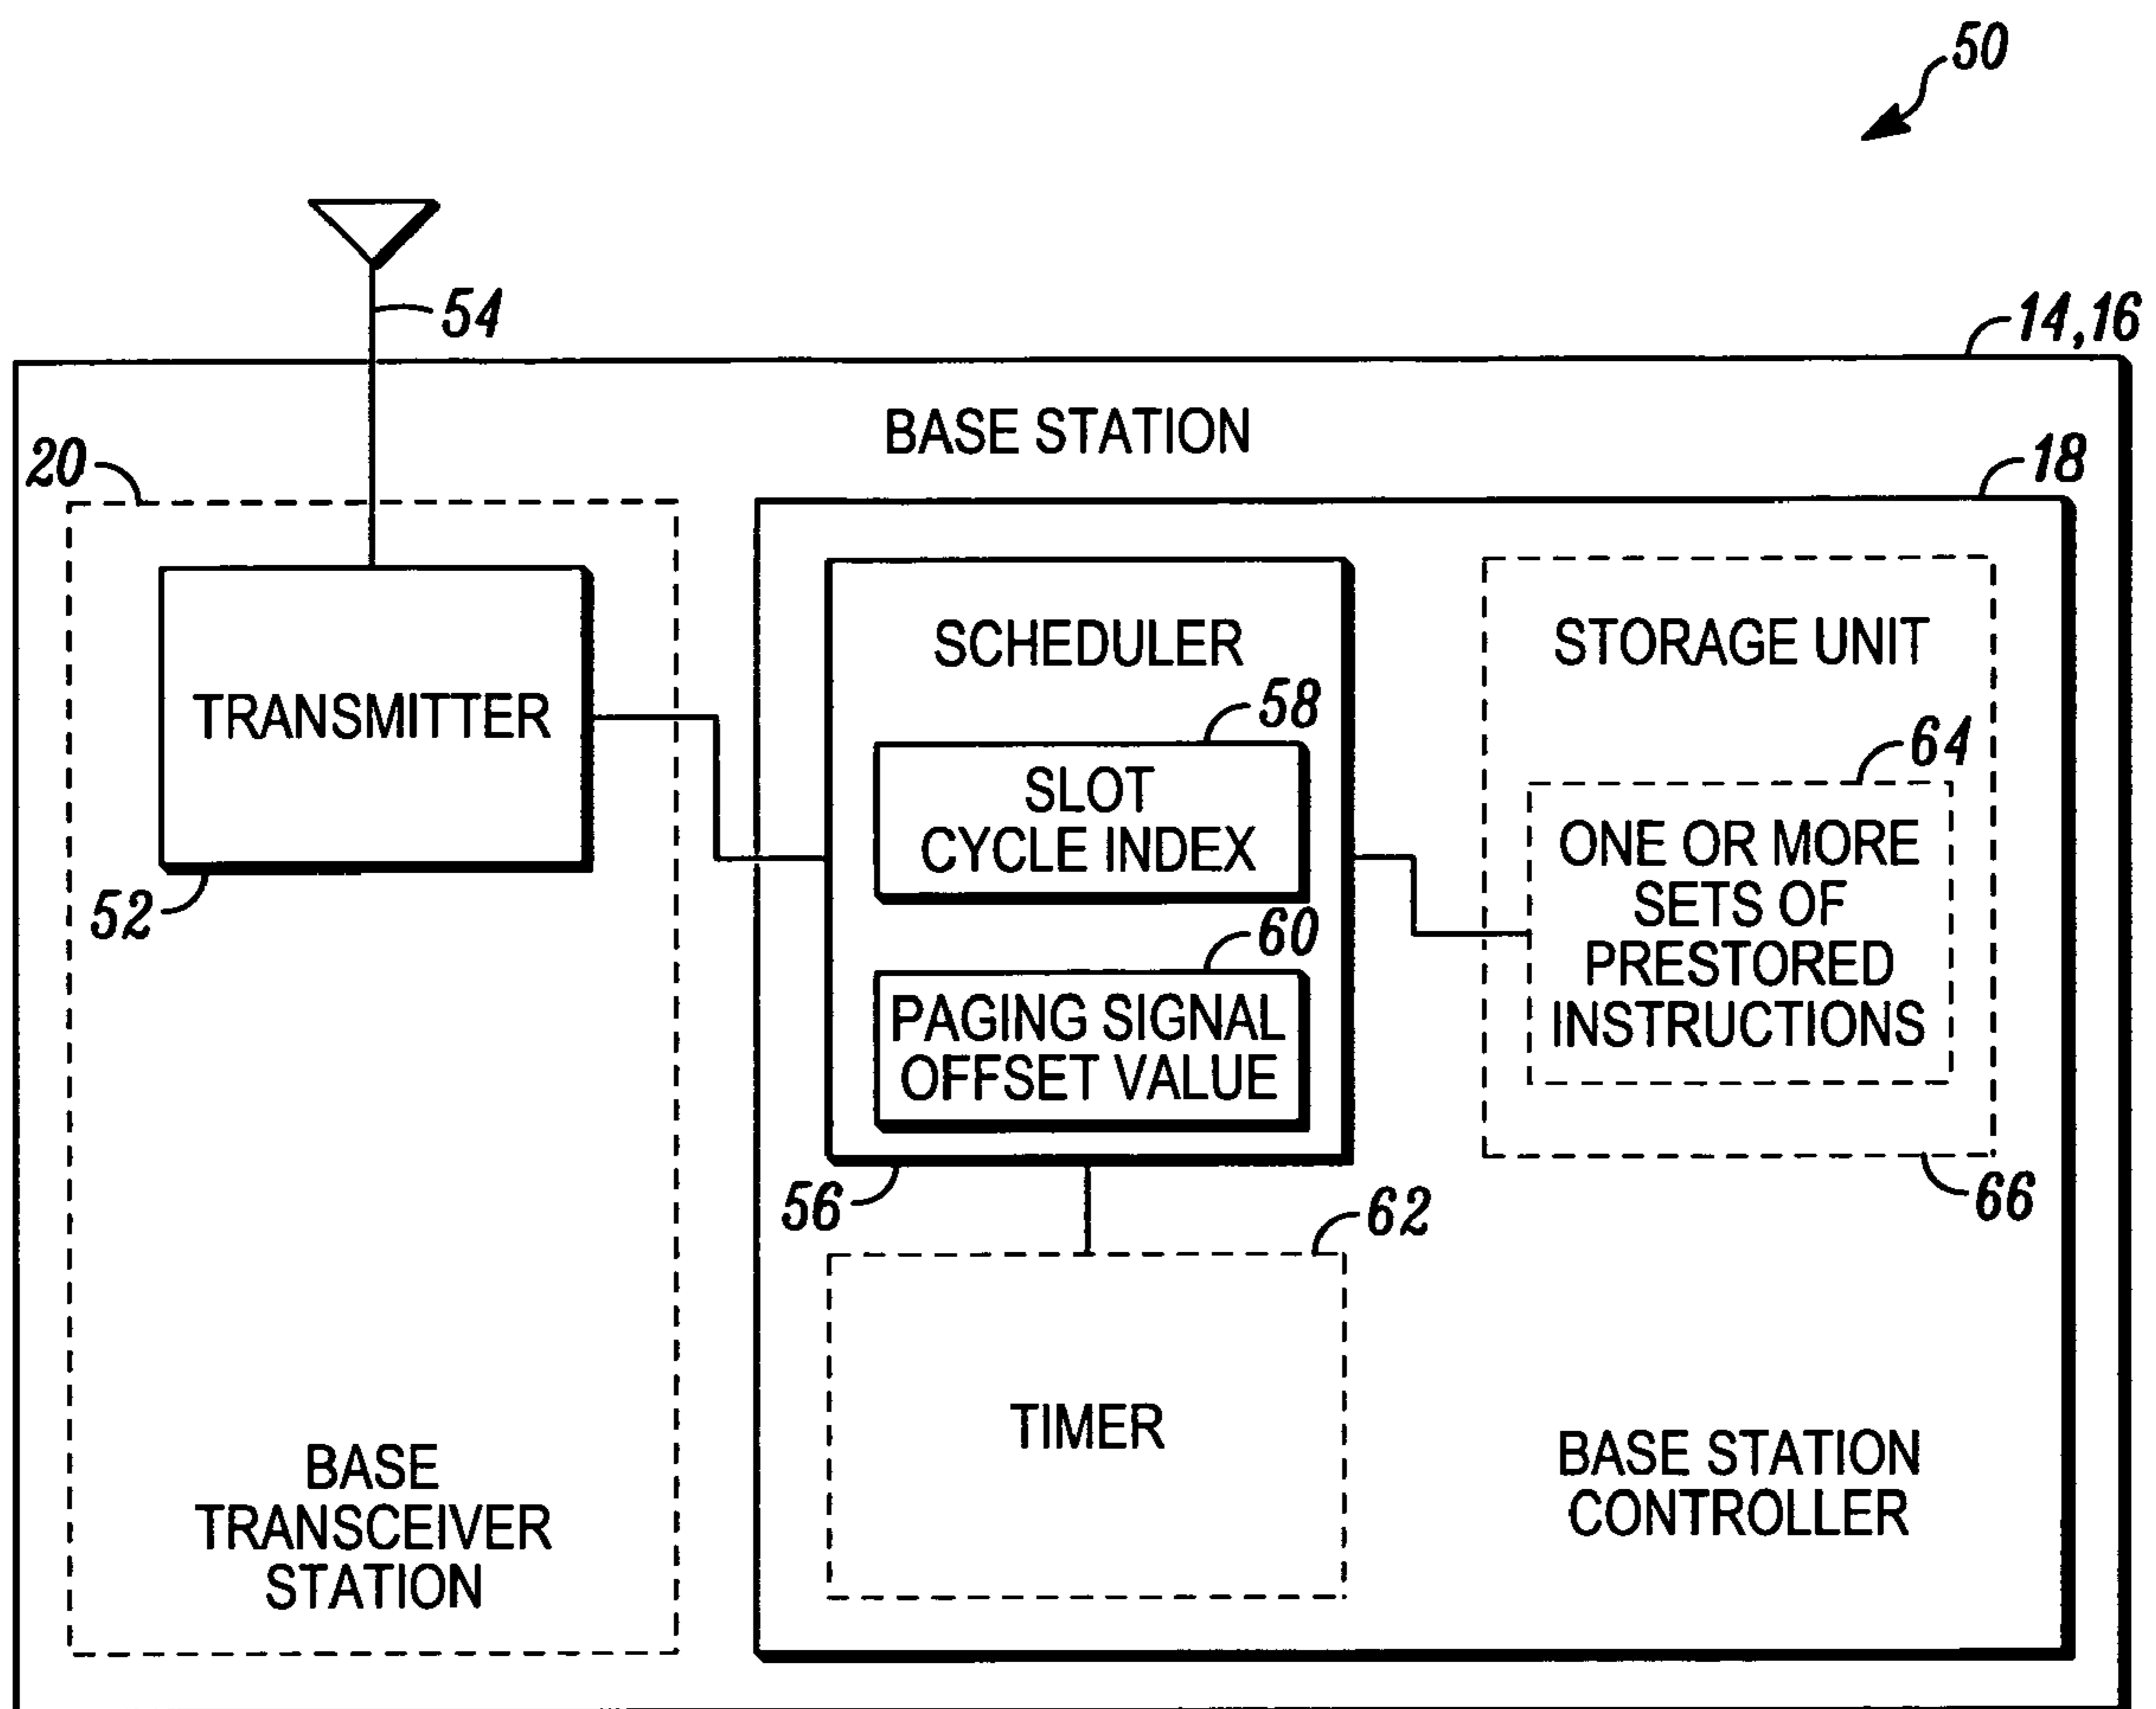 50
54
14,16
BASE STATION
20
18
SCHEDULER
STORAGE UNIT
TRANSMITTER
58
64
SLOT
CYCLE INDEX
ONE OR MORE
SETS OF
PRESTORED
INSTRUCTIONS
52
60
PAGING SIGNAL
OFFSET VALUE
56
62
66
TIMER
BASE
TRANSCEIVER
STATION
BASE STATION
CONTROLLER